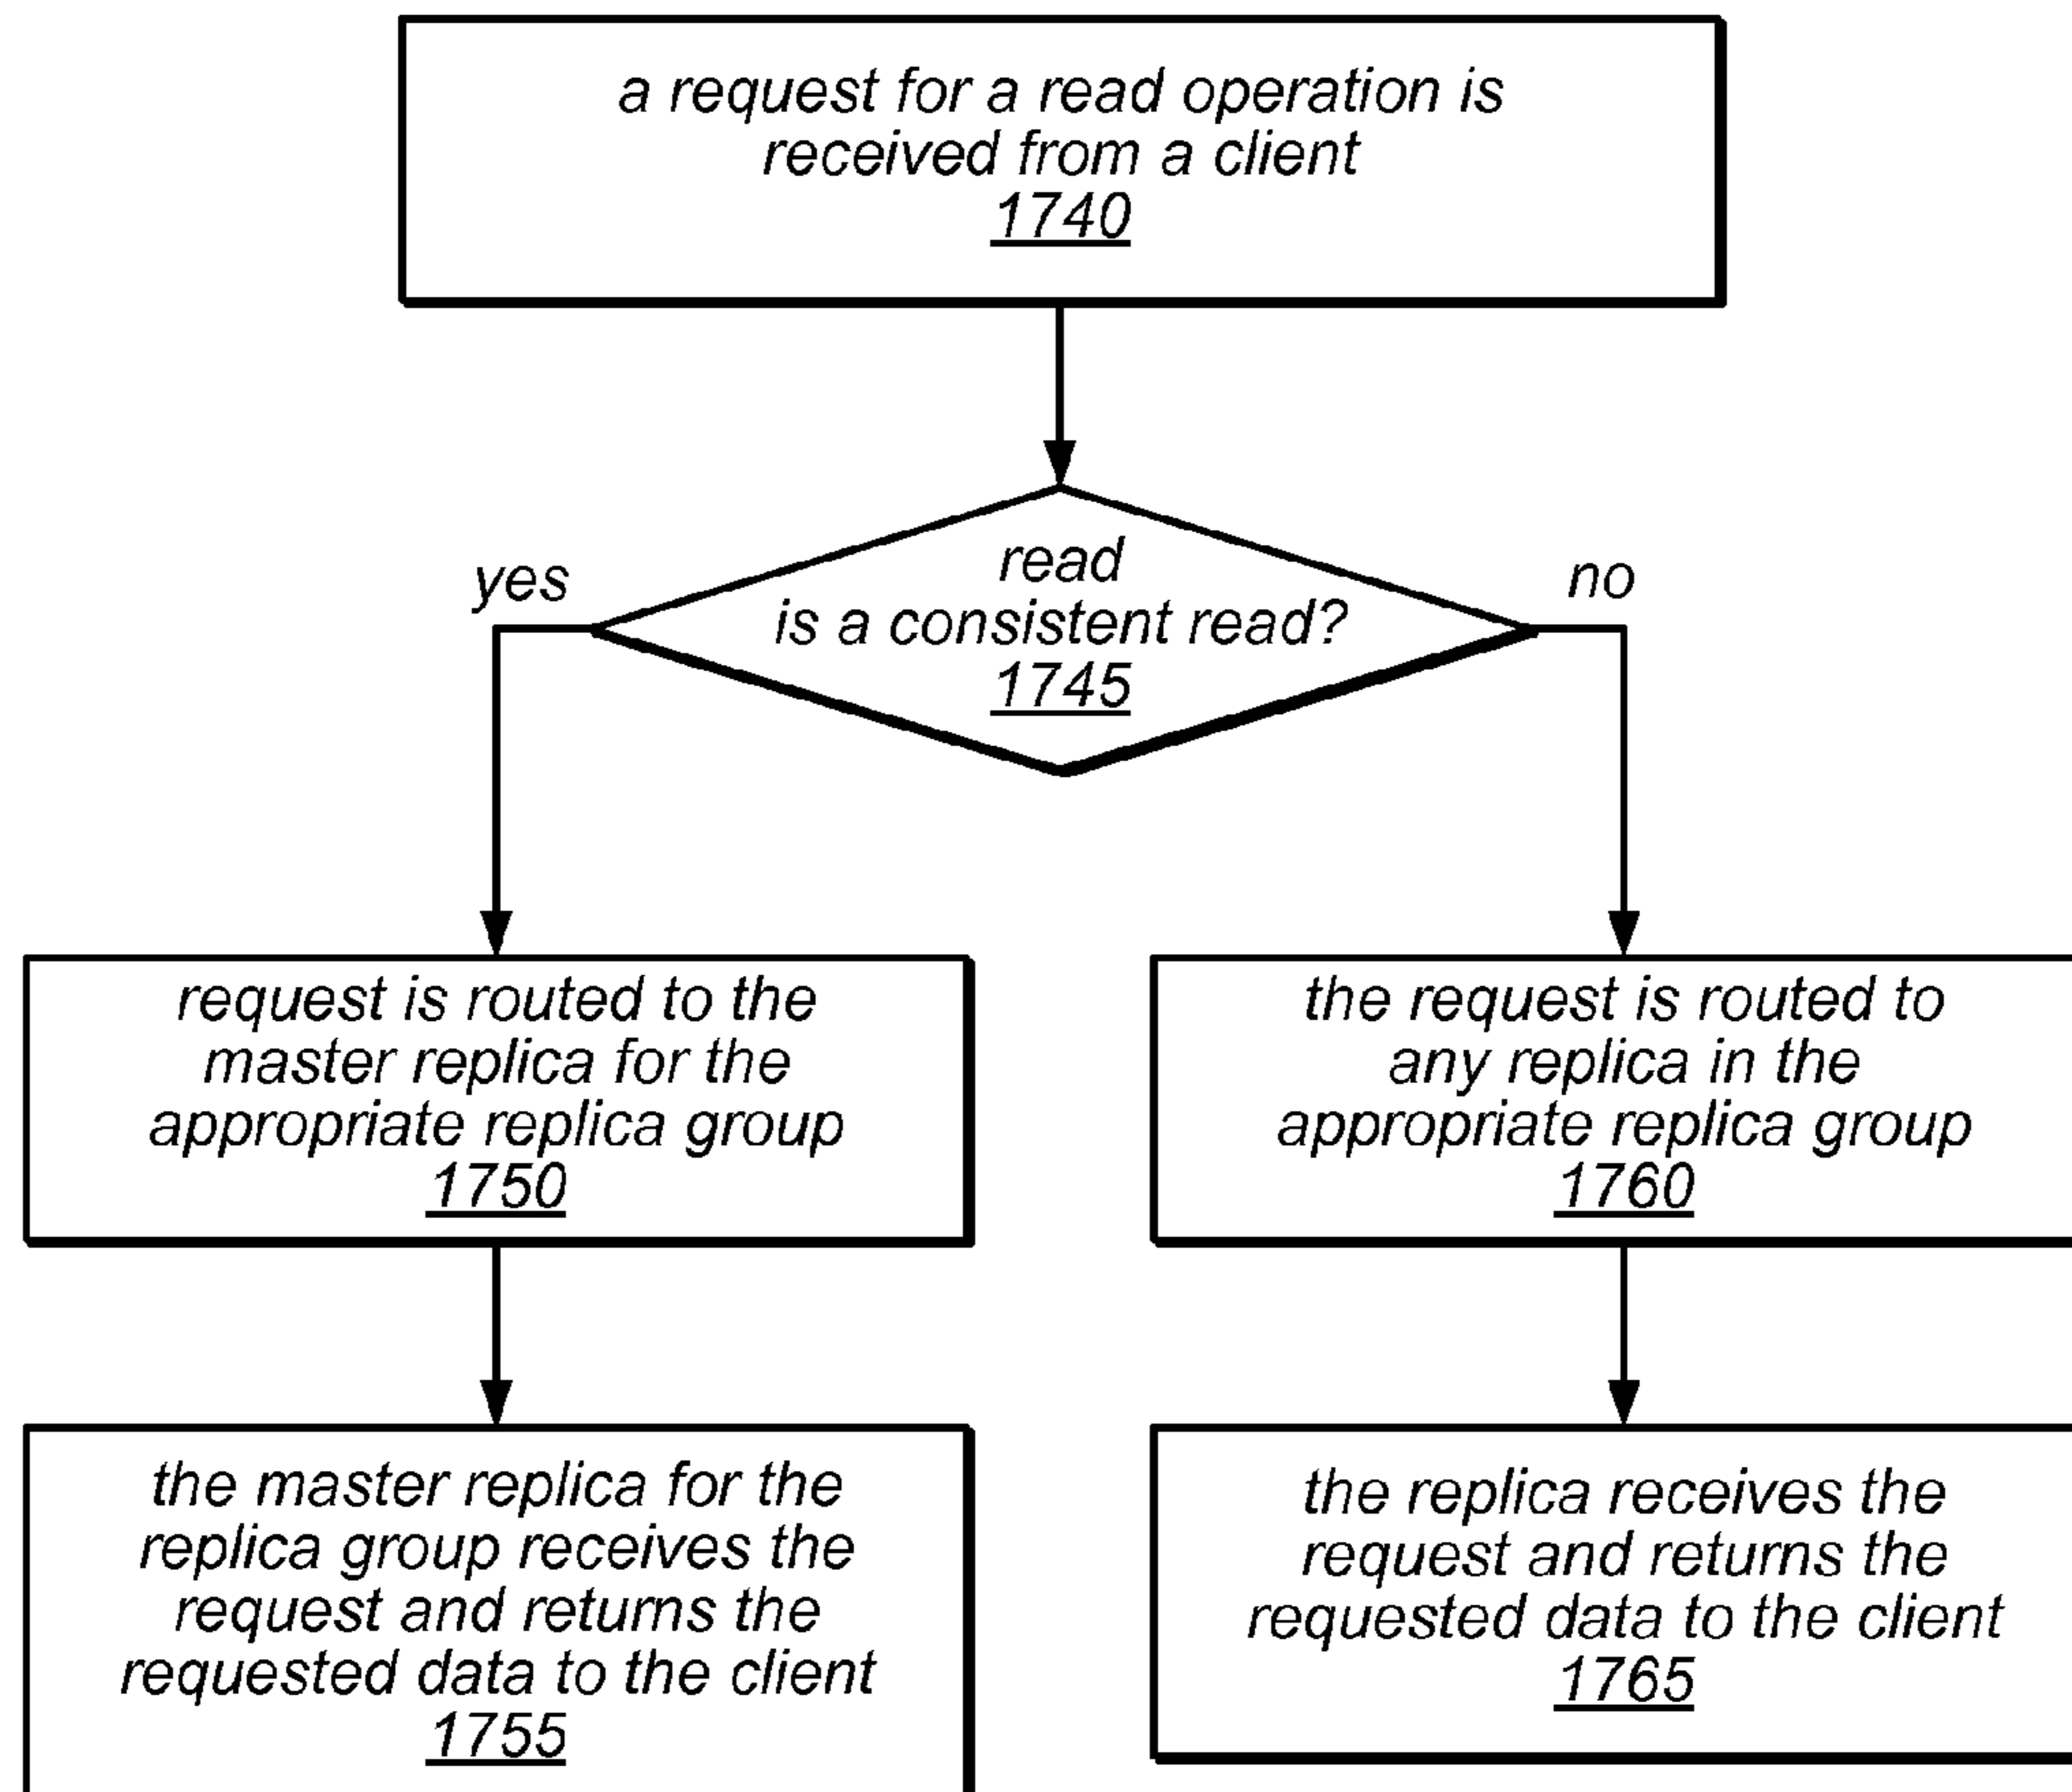 a request for a read operation is
received from a client
1740
read
is a consistent read?
1745
yes
no
request is routed to the
master replica for the
appropriate replica group
1750
the request is routed to
any replica in the
appropriate replica group
1760
the master replica for the
replica group receives the
request and returns the
requested data to the client
1755
the replica receives the
request and returns the
requested data to the client
1765